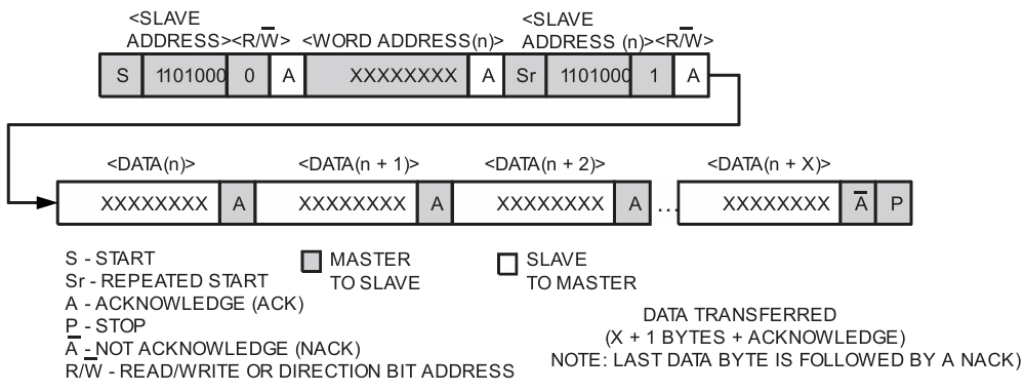 <SLAVE ADDRESS><R/W̅> <WORD ADDRESS(n)> <SLAVE ADDRESS (n)><R/W̅>
S 1101000 0 A XXXXXXXX A Sr 1101000 1 A
<DATA(n)> <DATA(n + 1)> <DATA(n + 2)> <DATA(n + X)>
XXXXXXXX A XXXXXXXX A XXXXXXXX A ... XXXXXXXX A̅ P
S - START
Sr - REPEATED START
A - ACKNOWLEDGE (ACK)
P - STOP
A̅ - NOT ACKNOWLEDGE (NACK)
R/W̅ - READ/WRITE OR DIRECTION BIT ADDRESS
MASTER
TO SLAVE
SLAVE
TO MASTER
DATA TRANSFERRED
(X + 1 BYTES + ACKNOWLEDGE)
NOTE: LAST DATA BYTE IS FOLLOWED BY A NACK)